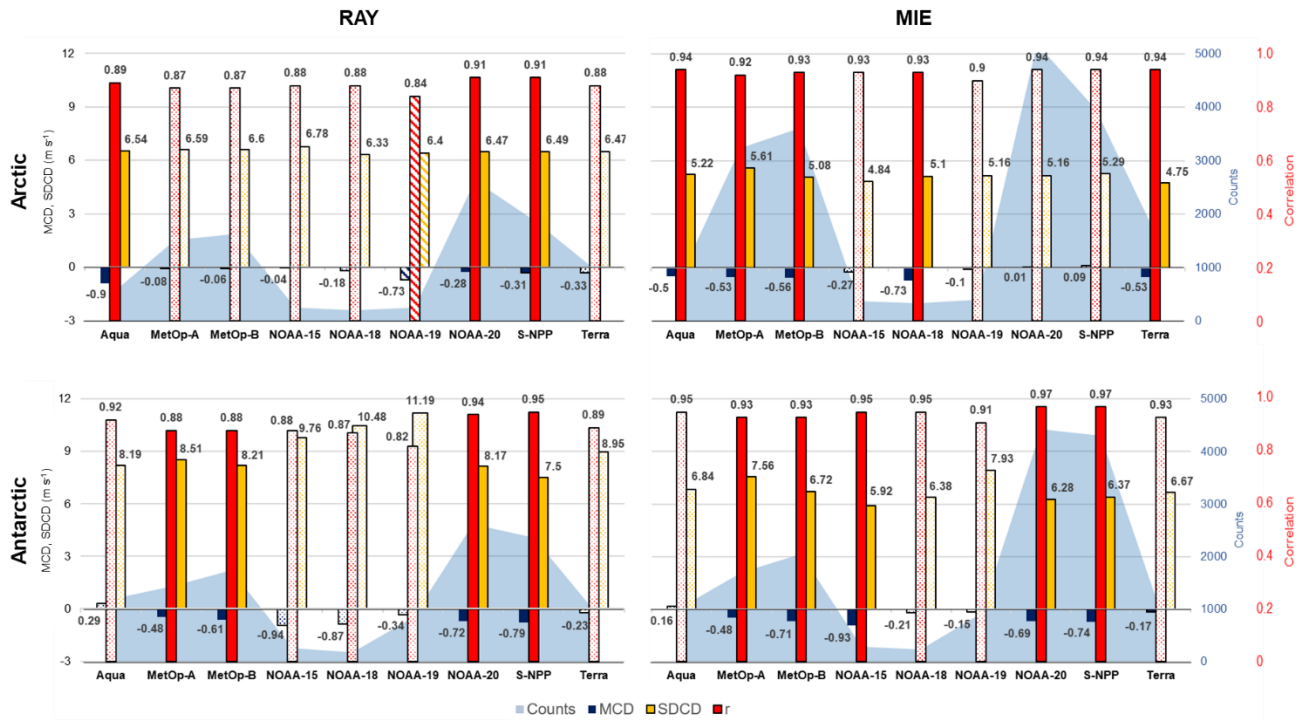 RAY MIE
Arctic
MCD, SDCD (m s⁻¹)
12
9
6
3
0
-3
0.89 0.87 0.87 0.88 0.88 0.84 0.91 0.91 0.88
6.54 6.59 6.6 6.78 6.33 6.4 6.47 6.49 6.47
-0.9 -0.08 -0.06 -0.04 -0.18 -0.73 -0.28 -0.31 -0.33
Aqua MetOp-A MetOp-B NOAA-15 NOAA-18 NOAA-19 NOAA-20 S-NPP Terra
0.94 0.92 0.93 0.93 0.93 0.9 0.94 0.94 0.94
5.22 5.61 5.08 4.84 5.1 5.16 5.16 5.29 4.75
-0.5 -0.53 -0.56 -0.27 -0.73 -0.1 0.01 0.09 -0.53
Aqua MetOp-A MetOp-B NOAA-15 NOAA-18 NOAA-19 NOAA-20 S-NPP Terra
5000
4000
3000
2000
1000
0
Counts
1.0
0.8
0.6
0.4
0.2
0
Correlation
Antarctic
MCD, SDCD (m s⁻¹)
12
9
6
3
0
-3
0.92 0.88 0.88 0.88 0.87 0.82 0.94 0.95 0.89
8.19 8.51 8.21 9.76 10.48 11.19 8.17 7.5 8.95
0.29 -0.48 -0.61 -0.94 -0.87 -0.34 -0.72 -0.79 -0.23
Aqua MetOp-A MetOp-B NOAA-15 NOAA-18 NOAA-19 NOAA-20 S-NPP Terra
0.95 0.93 0.93 0.95 0.95 0.91 0.97 0.97 0.93
6.84 7.56 6.72 5.92 6.38 7.93 6.28 6.37 6.67
0.16 -0.48 -0.71 -0.93 -0.21 -0.15 -0.69 -0.74 -0.17
Aqua MetOp-A MetOp-B NOAA-15 NOAA-18 NOAA-19 NOAA-20 S-NPP Terra
5000
4000
3000
2000
1000
0
Counts
1.0
0.8
0.6
0.4
0.2
0
Correlation
Counts MCD SDCD r